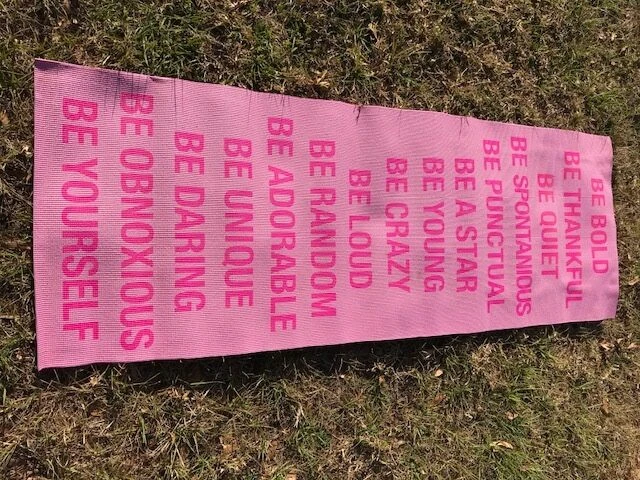 BE BOLD
BE THANKFUL
BE QUIET
BE SPONTANIOUS
BE PUNCTUAL
BE A STAR
BE YOUNG
BE CRAZY
BE LOUD
BE RANDOM
BE ADORABLE
BE UNIQUE
BE DARING
BE OBNOXIOUS
BE YOURSELF